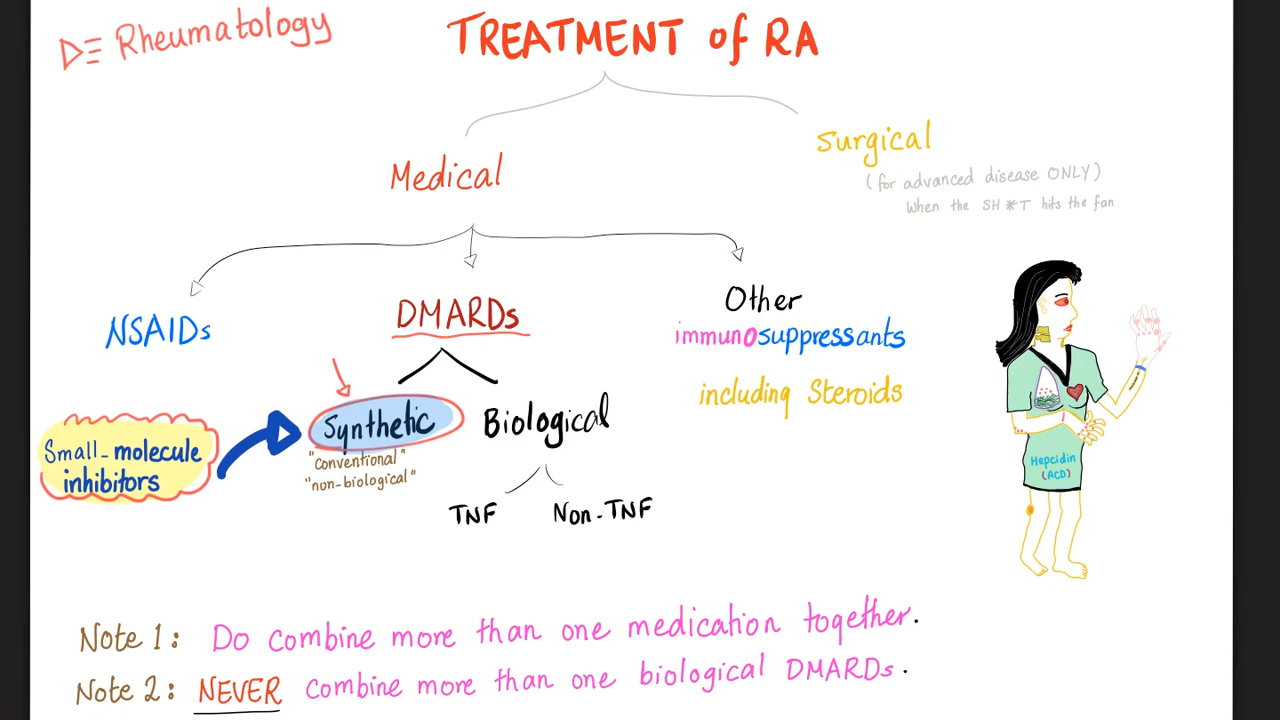 Rheumatology
TREATMENT of RA
Surgical
(for advanced disease ONLY)
When the SH*T hits the fan
Medical
NSAIDs
DMARDs
Other
immunosuppressants
including Steroids
Synthetic
"conventional"
"non-biological"
Biological
Small-molecule
inhibitors
TNF
Non-TNF
Hepcidin
(ACD)
Note 1: Do combine more than one medication together.
Note 2: NEVER combine more than one biological DMARDs.